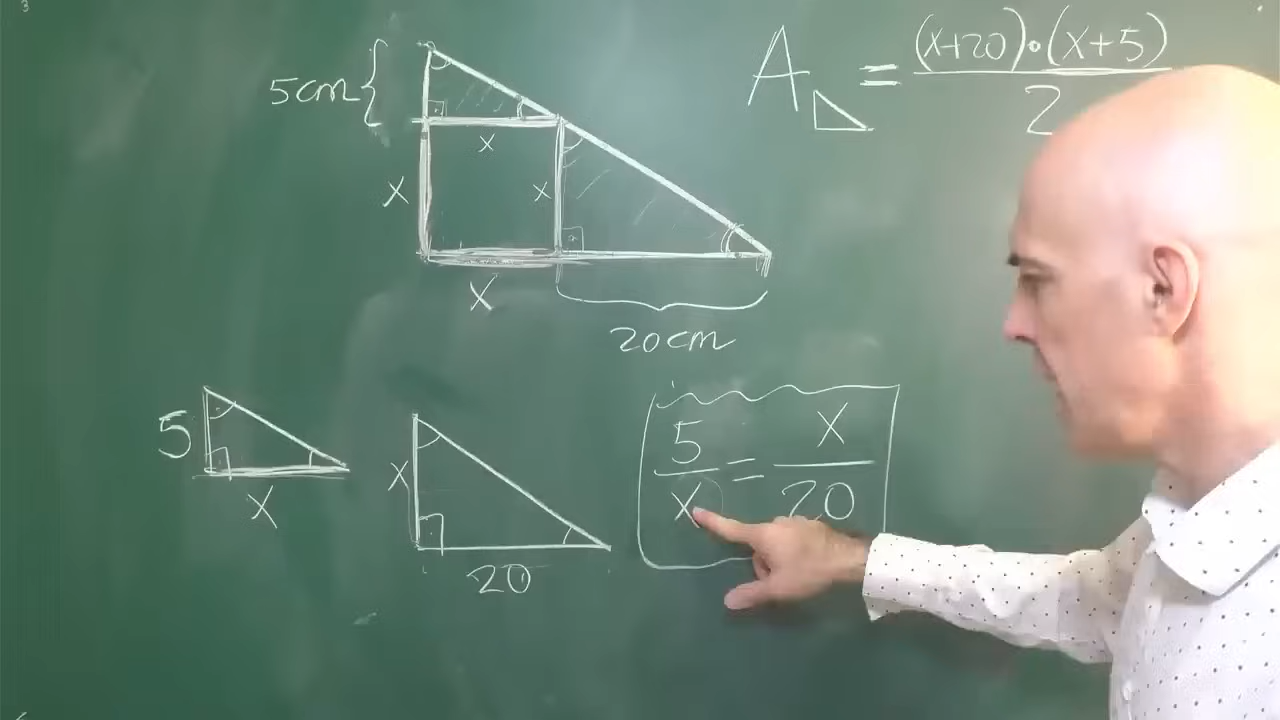 5cm
x
x
x
x
20cm
A = (x+20)·(x+5)
2
5
x
x
20
5/x = x/20